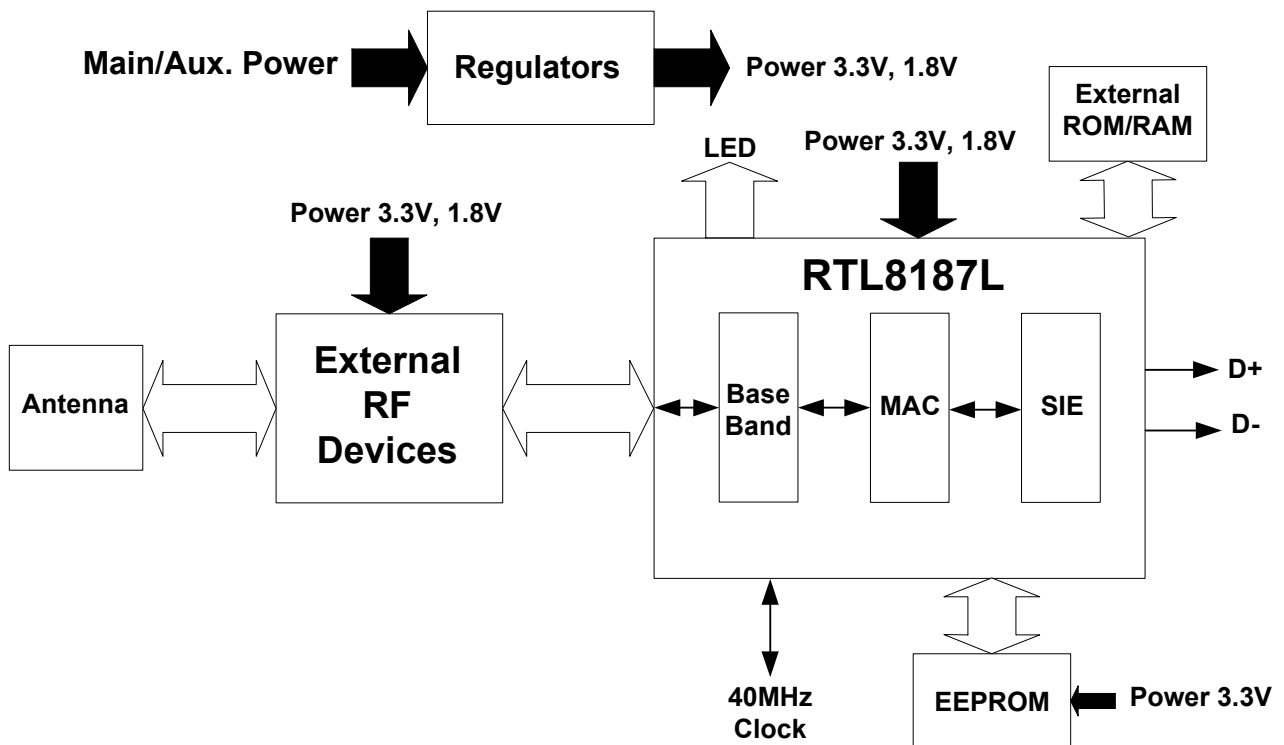 Main/Aux. Power
Regulators
Power 3.3V, 1.8V
External
ROM/RAM
LED
Power 3.3V, 1.8V
Power 3.3V, 1.8V
RTL8187L
Antenna
External
RF
Devices
Base
Band
MAC
SIE
D+
D-
40MHz
Clock
EEPROM
Power 3.3V